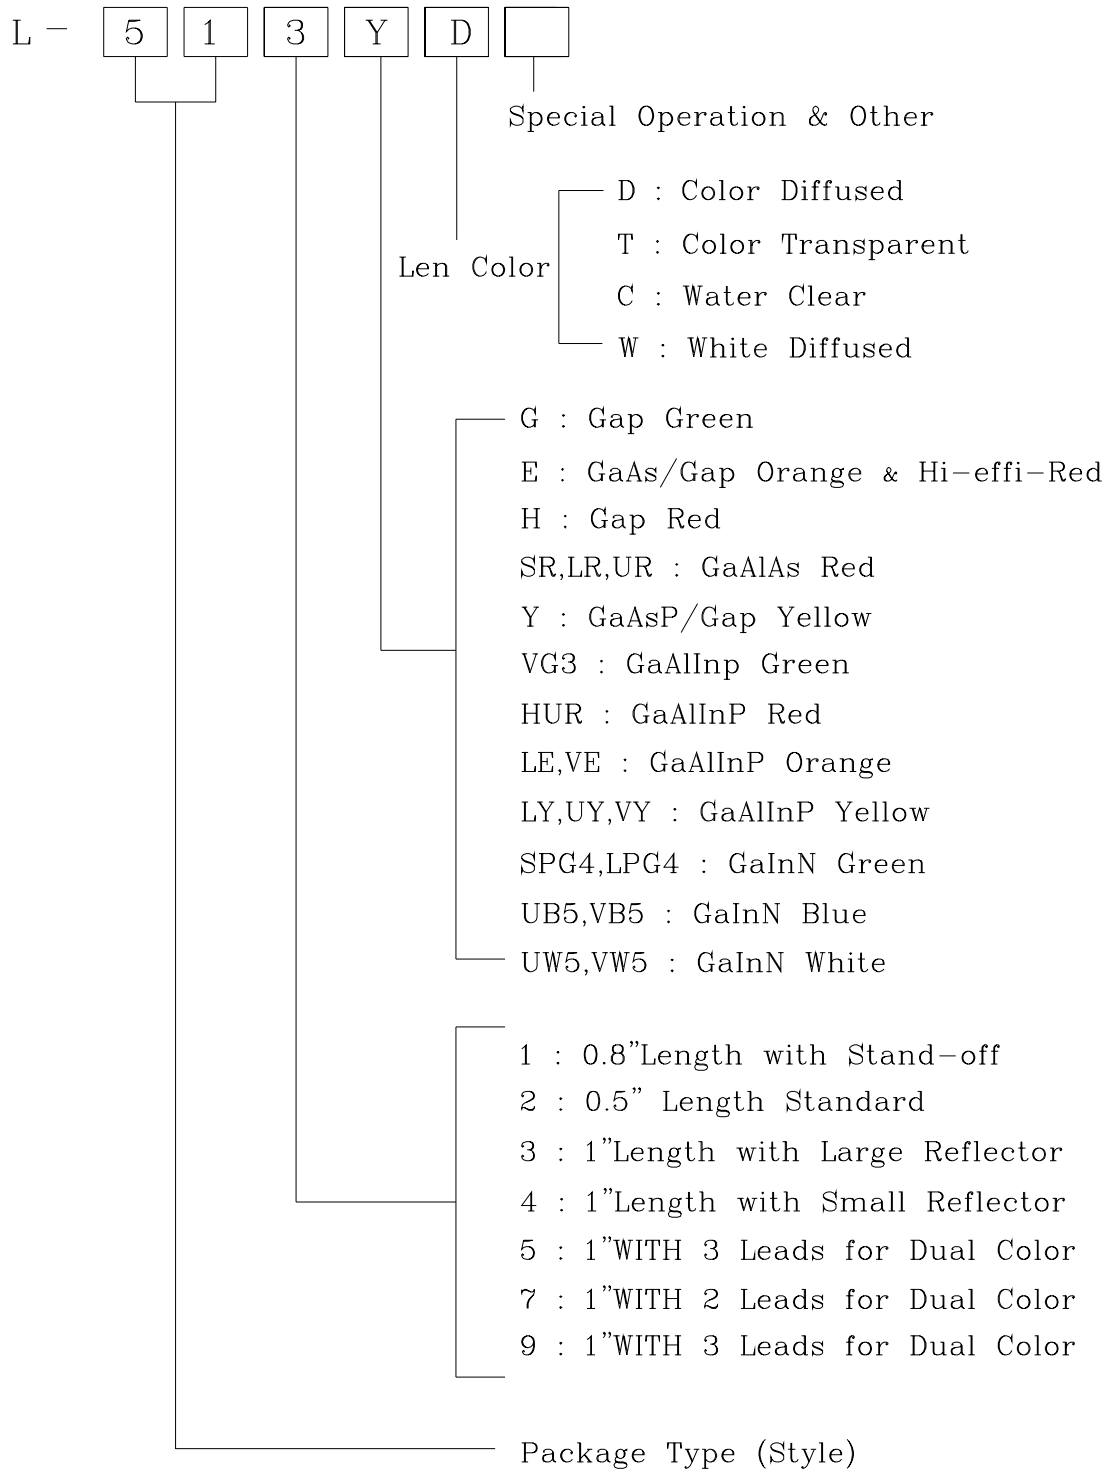 L- 5 1 3 Y D
Special Operation & Other
D : Color Diffused
T : Color Transparent
Len Color
C : Water Clear
W : White Diffused
G : Gap Green
E : GaAs/Gap Orange & Hi-effi-Red
H : Gap Red
SR,LR,UR : GaAlAs Red
Y : GaAsP/Gap Yellow
VG3 : GaAlInp Green
HUR : GaAlInP Red
LE,VE : GaAlInP Orange
LY,UY,VY : GaAlInP Yellow
SPG4,LPG4 : GaInN Green
UB5,VB5 : GaInN Blue
UW5,VW5 : GaInN White
1 : 0.8"Length with Stand-off
2 : 0.5" Length Standard
3 : 1"Length with Large Reflector
4 : 1"Length with Small Reflector
5 : 1"WITH 3 Leads for Dual Color
7 : 1"WITH 2 Leads for Dual Color
9 : 1"WITH 3 Leads for Dual Color
Package Type (Style)